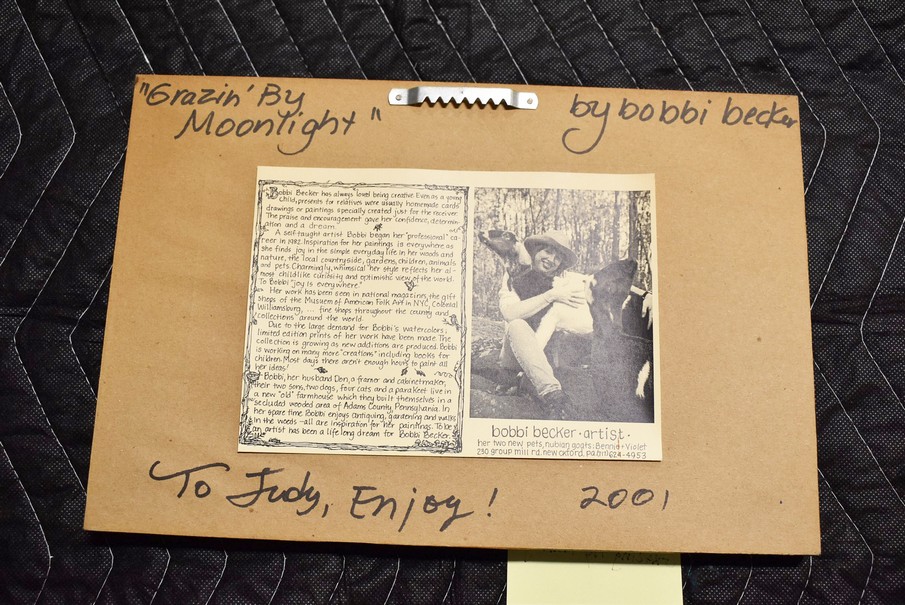 "Grazin' By
Moonlight"
by bobbi becker
Bobbi Becker has always loved being creative Even as a young
child, presents for relatives were usually homemade cards
drawings or paintings specially created just for the receiver.
The praise and encouragement gave her confidence, determin-
ation and a dream.
A self-taught artist Bobbi began her "professional" ca-
reer in 1982. Inspiration for her paintings is everywhere as
she finds joy in the simple everyday life in her woods and
nature, the local countryside, gardens, children, animals
and pets. Charmingly, whimsical her style reflects her al-
most childlike curiosity and optimistic view of the world.
To Bobbi "joy is everywhere."
Her work has been seen in national magazines, the gift
shops of the Musuem of American Folk Art in NYC, Colonial
Williamsburg, ... fine shops throughout the country and
collections around the world.
Due to the large demand for Bobbi's watercolors,
limited edition prints of her work have been made. The
collection is growing as new additions are produced. Bobbi
is working on many more "creations" including books for
children. Most days there aren't enough hours to paint all
her ideas!
Bobbi, her husband Don, a framer and cabinetmaker,
their two sons, two dogs, four cats and a parakeet live in
a new "old" farmhouse which they built themselves in a
secluded wooded area of Adams County, Pennsylvania. In
her spare time Bobbi enjoys antiquing, gardening and walks
in the woods - all are inspiration for her paintings. To be
an artist has been a life long dream for Bobbi Becker.
bobbi becker · artist ·
her two new pets, nubian goats: Bennie + Violet
230 group mill rd. new oxford. pa (717) 624-4953
To Judy, Enjoy! 2001